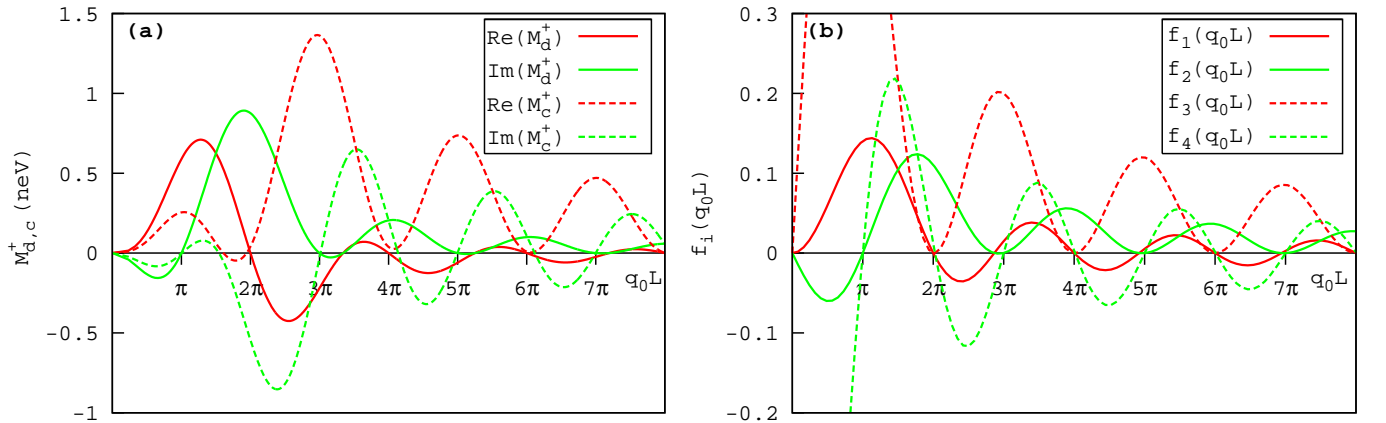 (a)
Re(M_d^+)
Im(M_d^+)
Re(M_c^+)
Im(M_c^+)
1.5
1
0.5
0
-0.5
-1
M_{d,c}^+ (neV)
π 2π 3π 4π 5π 6π 7π q_0L
(b)
f_1(q_0L)
f_2(q_0L)
f_3(q_0L)
f_4(q_0L)
0.3
0.2
0.1
0
-0.1
-0.2
f_i(q_0L)
π 2π 3π 4π 5π 6π 7π q_0L